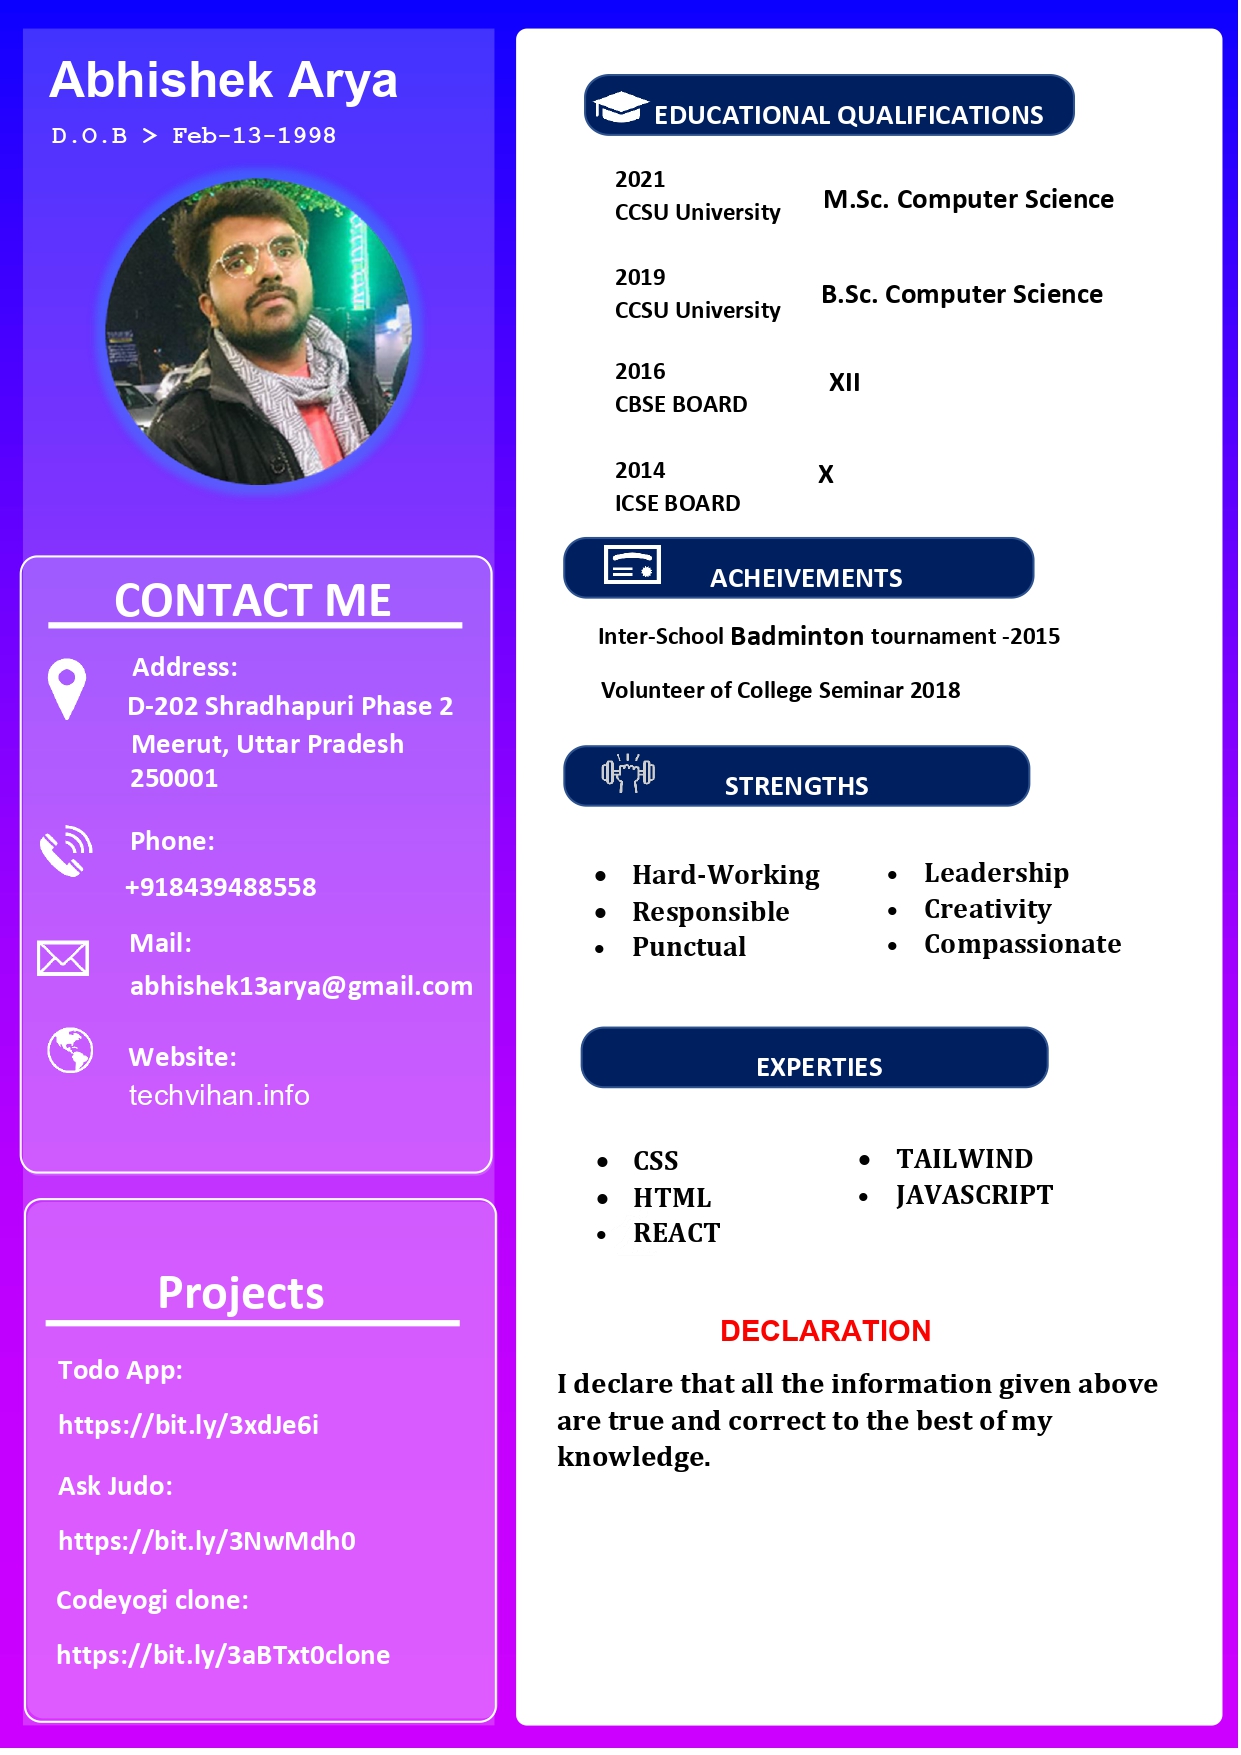 Abhishek Arya
D.O.B > Feb-13-1998
CONTACT ME
Address:
D-202 Shradhapuri Phase 2
Meerut, Uttar Pradesh
250001
Phone:
+918439488558
Mail:
abhishek13arya@gmail.com
Website:
techvihan.info
Projects
Todo App:
https://bit.ly/3xdJe6i
Ask Judo:
https://bit.ly/3NwMdh0
Codeyogi clone:
https://bit.ly/3aBTxt0clone
EDUCATIONAL QUALIFICATIONS
2021
CCSU University
M.Sc. Computer Science
2019
CCSU University
B.Sc. Computer Science
2016
CBSE BOARD
XII
2014
ICSE BOARD
X
ACHEIVEMENTS
Inter-School Badminton tournament -2015
Volunteer of College Seminar 2018
STRENGTHS
• Hard-Working
• Responsible
• Punctual
• Leadership
• Creativity
• Compassionate
EXPERTIES
• CSS
• HTML
• REACT
• TAILWIND
• JAVASCRIPT
DECLARATION
I declare that all the information given above
are true and correct to the best of my
knowledge.